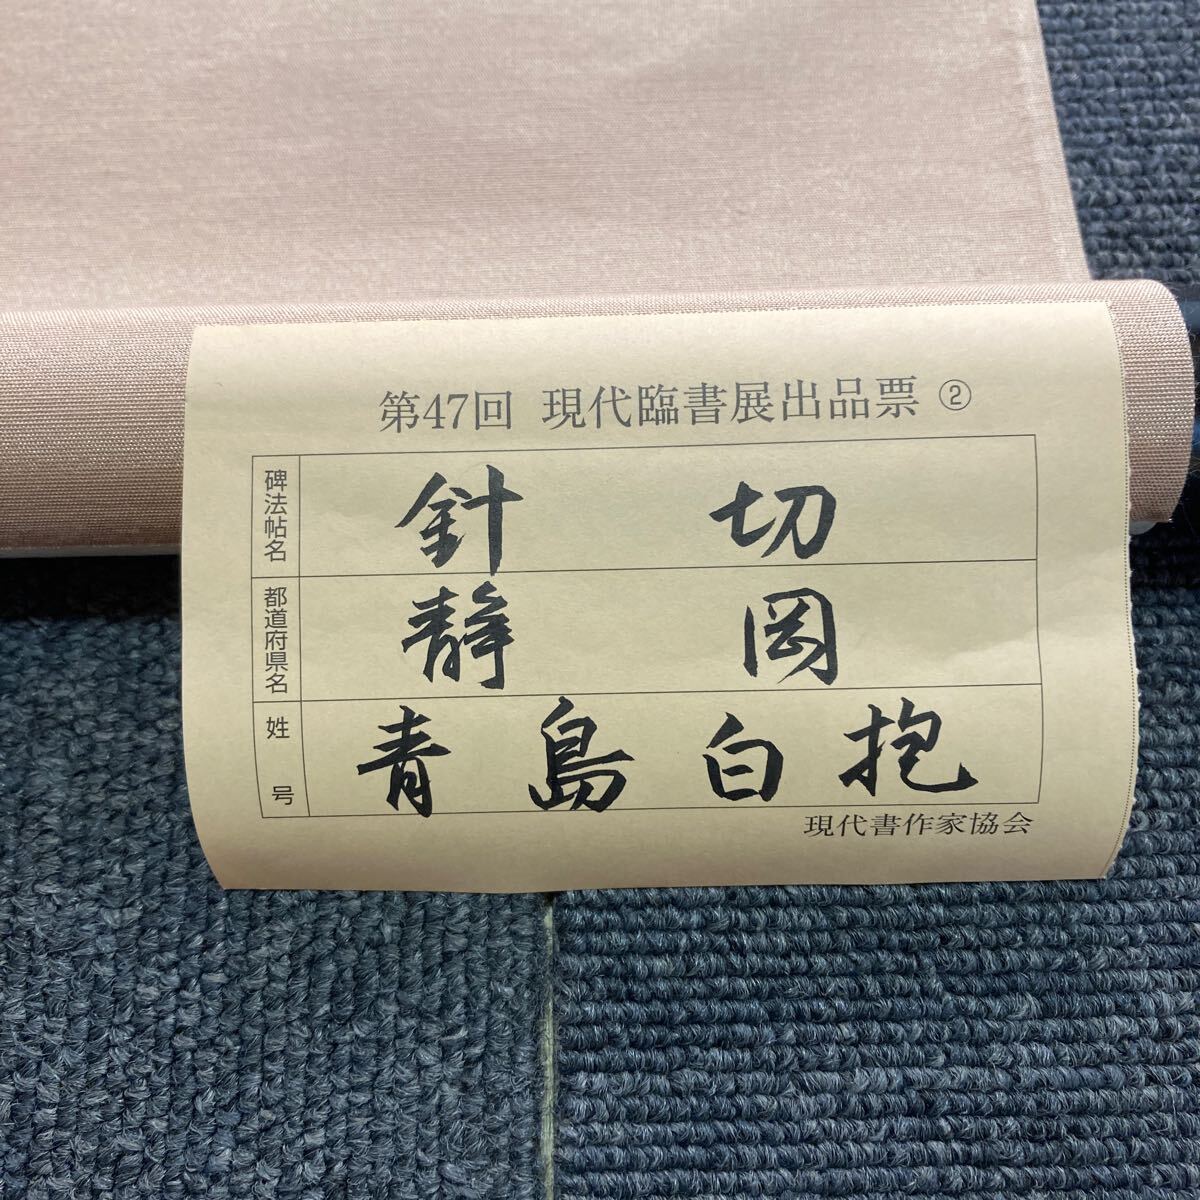 第47回 現代臨書展出品票 ②
碑法帖名 針切
都道府県名 静岡
姓号 青島白抱
現代書作家協会